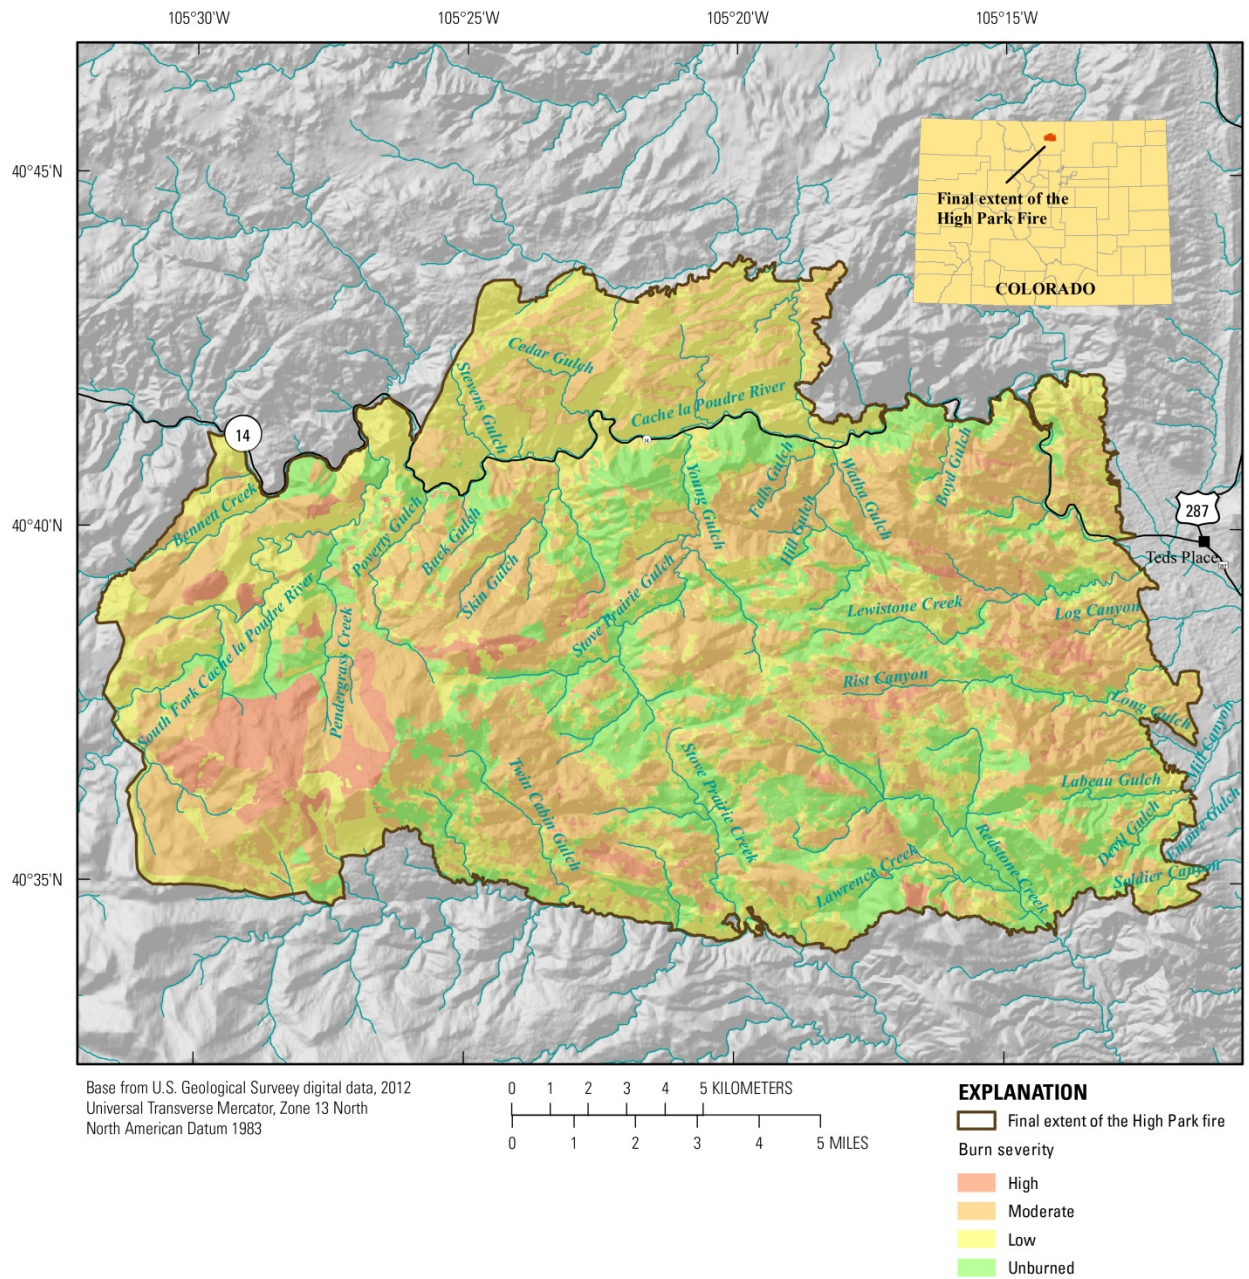 105°30'W 105°25'W 105°20'W 105°15'W
40°45'N
40°40'N
40°35'N
Final extent of the
High Park Fire
COLORADO
Cedar Gulch
Stevens Gulch
Cache la Poudre River
14
14
Bennett Creek
Poverty Gulch
Buck Gulch
Skin Gulch
Young Gulch
Falls Gulch
Hill Gulch
Watha Gulch
Boyd Gulch
287
Teds Place
287
South Fork Cache la Poudre River
Pendergrass Creek
Stove Prairie Gulch
Lewistone Creek
Log Canyon
Rist Canyon
Long Gulch
Mill Canyon
Twin Cabin Gulch
Stove Prairie Creek
Labeau Gulch
Devil Gulch
Empire Gulch
Lawrence Creek
Redstone Creek
Soldier Canyon
Base from U.S. Geological Surveey digital data, 2012
Universal Transverse Mercator, Zone 13 North
North American Datum 1983
0 1 2 3 4 5 KILOMETERS
0 1 2 3 4 5 MILES
EXPLANATION
Final extent of the High Park fire
Burn severity
High
Moderate
Low
Unburned